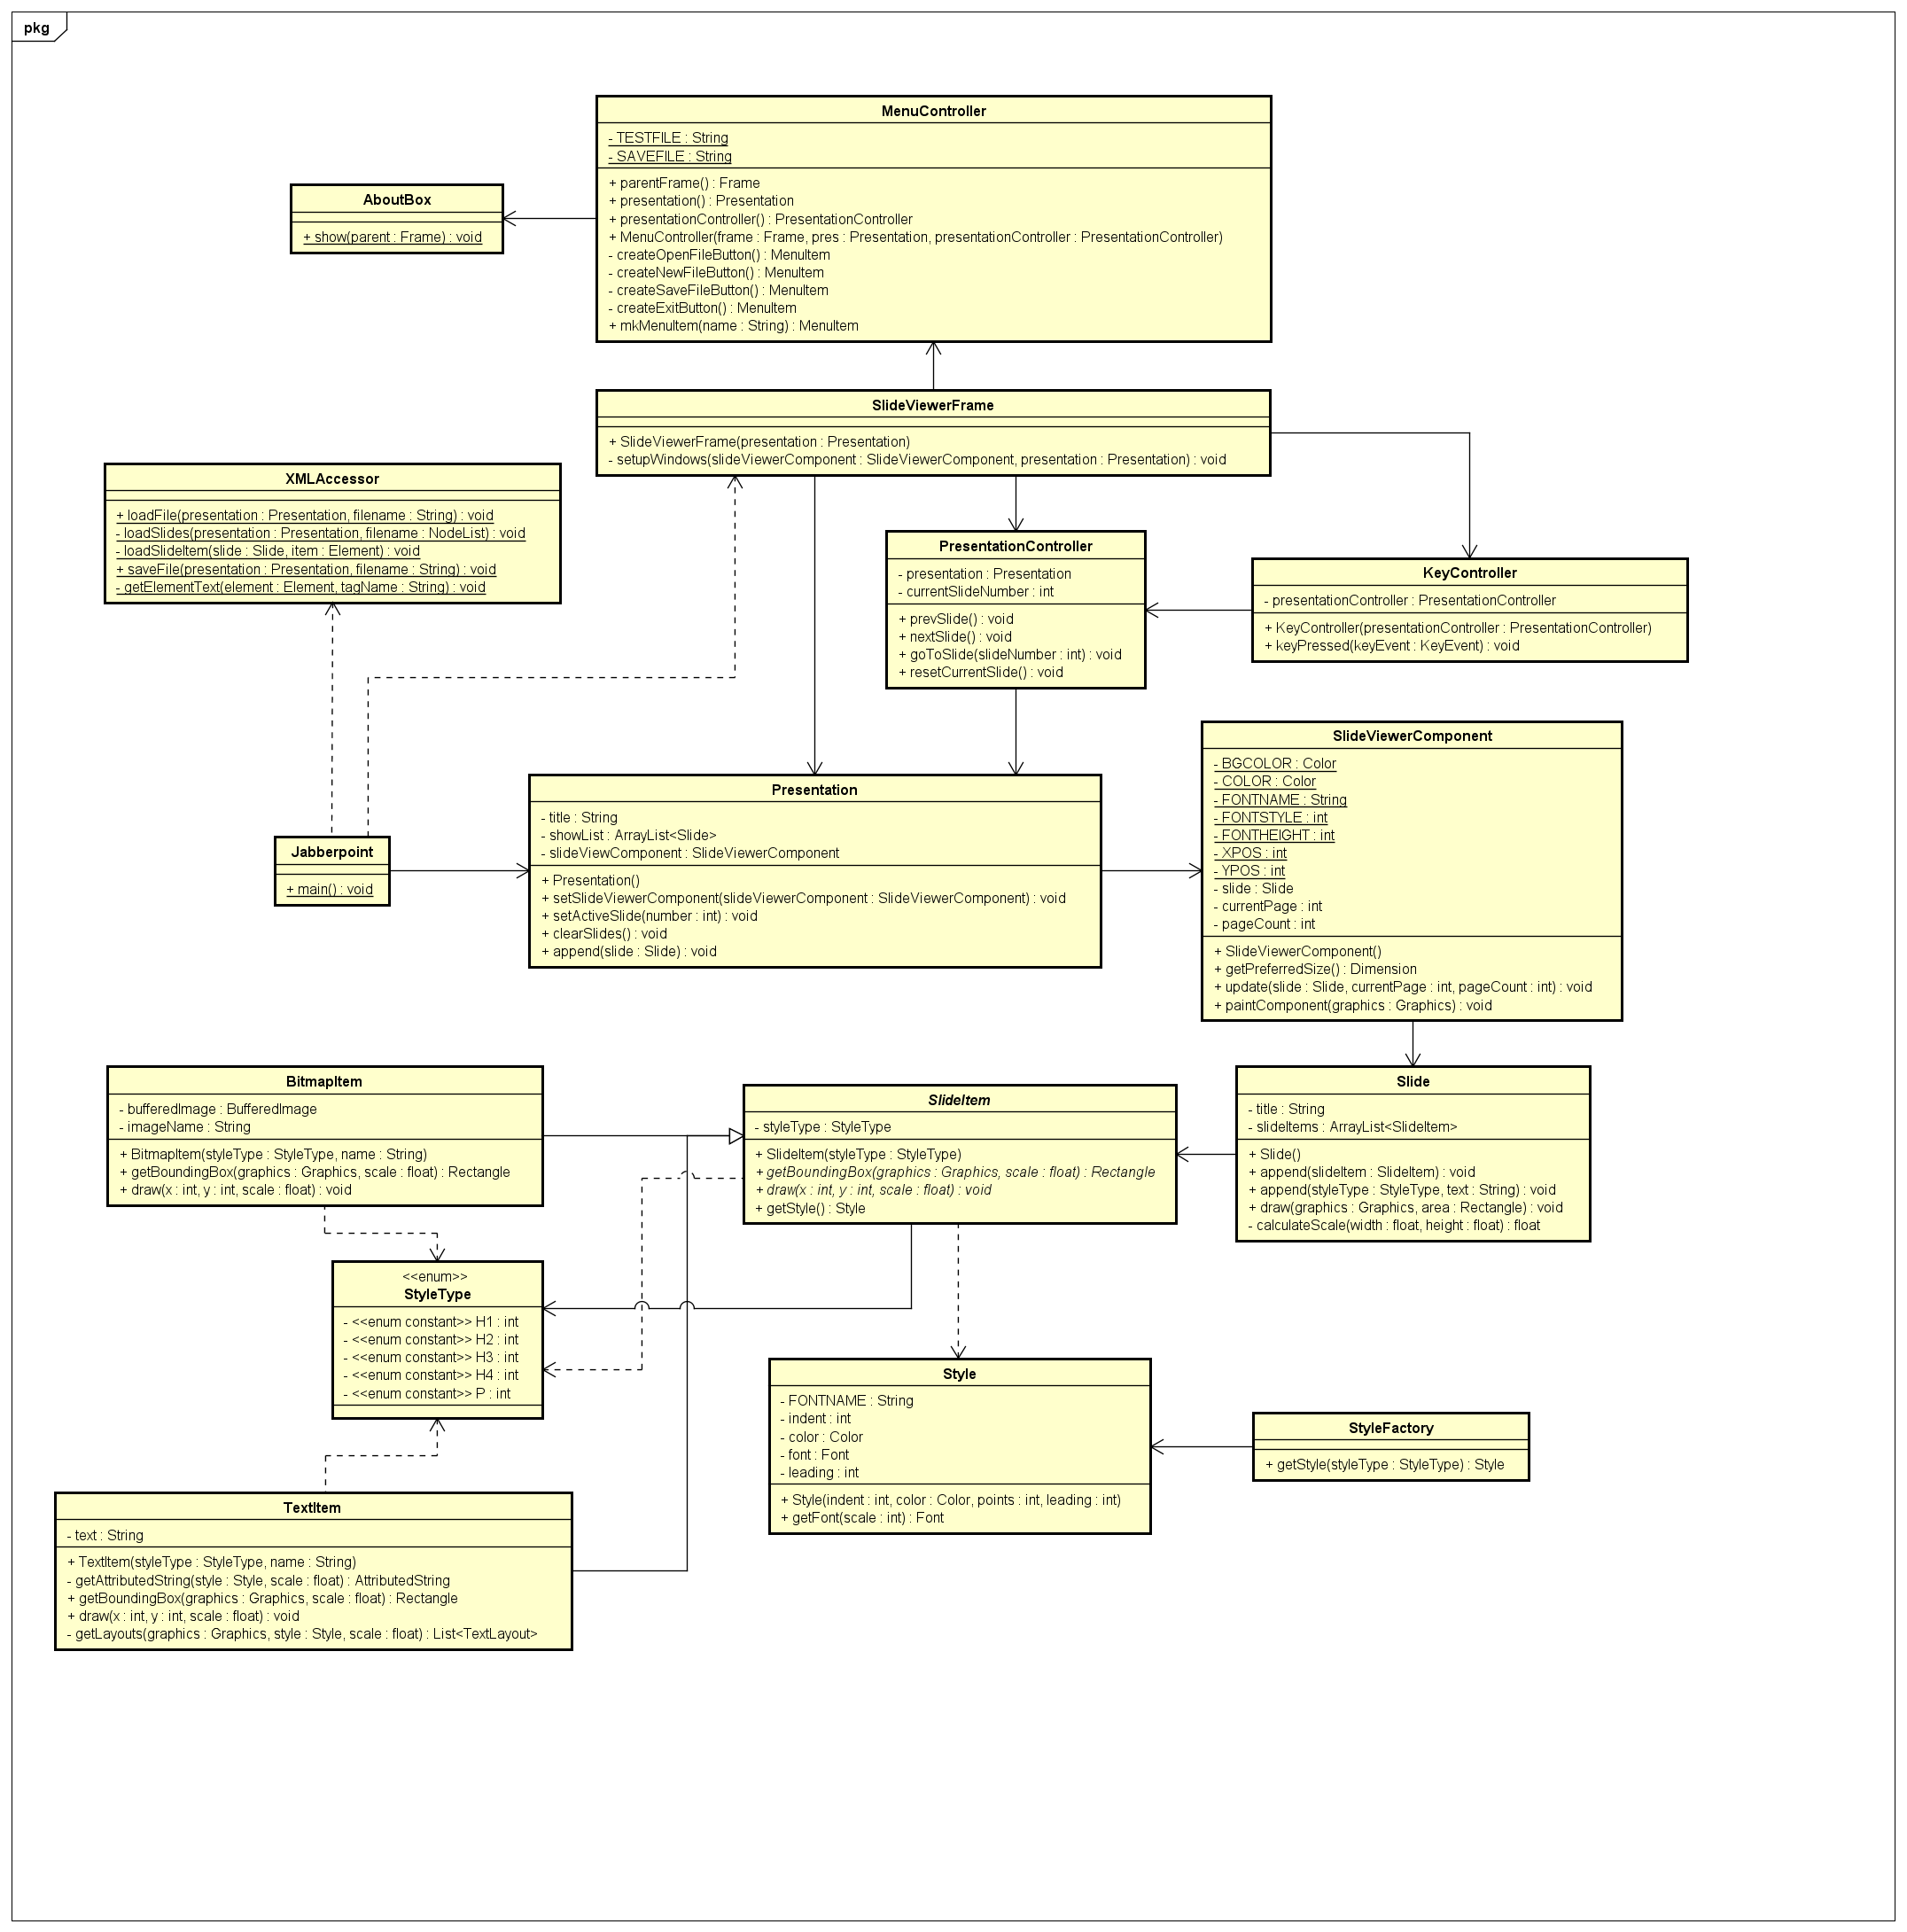 pkg
MenuController
- TESTFILE : String
- SAVEFILE : String
+ parentFrame() : Frame
+ presentation() : Presentation
+ presentationController() : PresentationController
+ MenuController(frame : Frame, pres : Presentation, presentationController : PresentationController)
- createOpenFileButton() : MenuItem
- createNewFileButton() : MenuItem
- createSaveFileButton() : MenuItem
- createExitButton() : MenuItem
+ mkMenuItem(name : String) : MenuItem
AboutBox
+ show(parent : Frame) : void
SlideViewerFrame
+ SlideViewerFrame(presentation : Presentation)
- setupWindows(slideViewerComponent : SlideViewerComponent, presentation : Presentation) : void
XMLAccessor
+ loadFile(presentation : Presentation, filename : String) : void
- loadSlides(presentation : Presentation, filename : NodeList) : void
- loadSlideItem(slide : Slide, item : Element) : void
+ saveFile(presentation : Presentation, filename : String) : void
- getElementText(element : Element, tagName : String) : void
PresentationController
- presentation : Presentation
- currentSlideNumber : int
+ prevSlide() : void
+ nextSlide() : void
+ goToSlide(slideNumber : int) : void
+ resetCurrentSlide() : void
KeyController
- presentationController : PresentationController
+ KeyController(presentationController : PresentationController)
+ keyPressed(keyEvent : KeyEvent) : void
SlideViewerComponent
- BGCOLOR : Color
- COLOR : Color
- FONTNAME : String
- FONTSTYLE : int
- FONTHEIGHT : int
- XPOS : int
- YPOS : int
- slide : Slide
- currentPage : int
- pageCount : int
+ SlideViewerComponent()
+ getPreferredSize() : Dimension
+ update(slide : Slide, currentPage : int, pageCount : int) : void
+ paintComponent(graphics : Graphics) : void
Presentation
- title : String
- showList : ArrayList<Slide>
- slideViewComponent : SlideViewerComponent
+ Presentation()
+ setSlideViewerComponent(slideViewerComponent : SlideViewerComponent) : void
+ setActiveSlide(number : int) : void
+ clearSlides() : void
+ append(slide : Slide) : void
Jabberpoint
+ main() : void
BitmapItem
- bufferedImage : BufferedImage
- imageName : String
+ BitmapItem(styleType : StyleType, name : String)
+ getBoundingBox(graphics : Graphics, scale : float) : Rectangle
+ draw(x : int, y : int, scale : float) : void
SlideItem
- styleType : StyleType
+ SlideItem(styleType : StyleType)
+ getBoundingBox(graphics : Graphics, scale : float) : Rectangle
+ draw(x : int, y : int, scale : float) : void
+ getStyle() : Style
Slide
- title : String
- slideItems : ArrayList<SlideItem>
+ Slide()
+ append(slideItem : SlideItem) : void
+ append(styleType : StyleType, text : String) : void
+ draw(graphics : Graphics, area : Rectangle) : void
- calculateScale(width : float, height : float) : float
<<enum>>
StyleType
- <<enum constant>> H1 : int
- <<enum constant>> H2 : int
- <<enum constant>> H3 : int
- <<enum constant>> H4 : int
- <<enum constant>> P : int
Style
- FONTNAME : String
- indent : int
- color : Color
- font : Font
- leading : int
+ Style(indent : int, color : Color, points : int, leading : int)
+ getFont(scale : int) : Font
StyleFactory
+ getStyle(styleType : StyleType) : Style
TextItem
- text : String
+ TextItem(styleType : StyleType, name : String)
- getAttributedString(style : Style, scale : float) : AttributedString
+ getBoundingBox(graphics : Graphics, scale : float) : Rectangle
+ draw(x : int, y : int, scale : float) : void
- getLayouts(graphics : Graphics, style : Style, scale : float) : List<TextLayout>